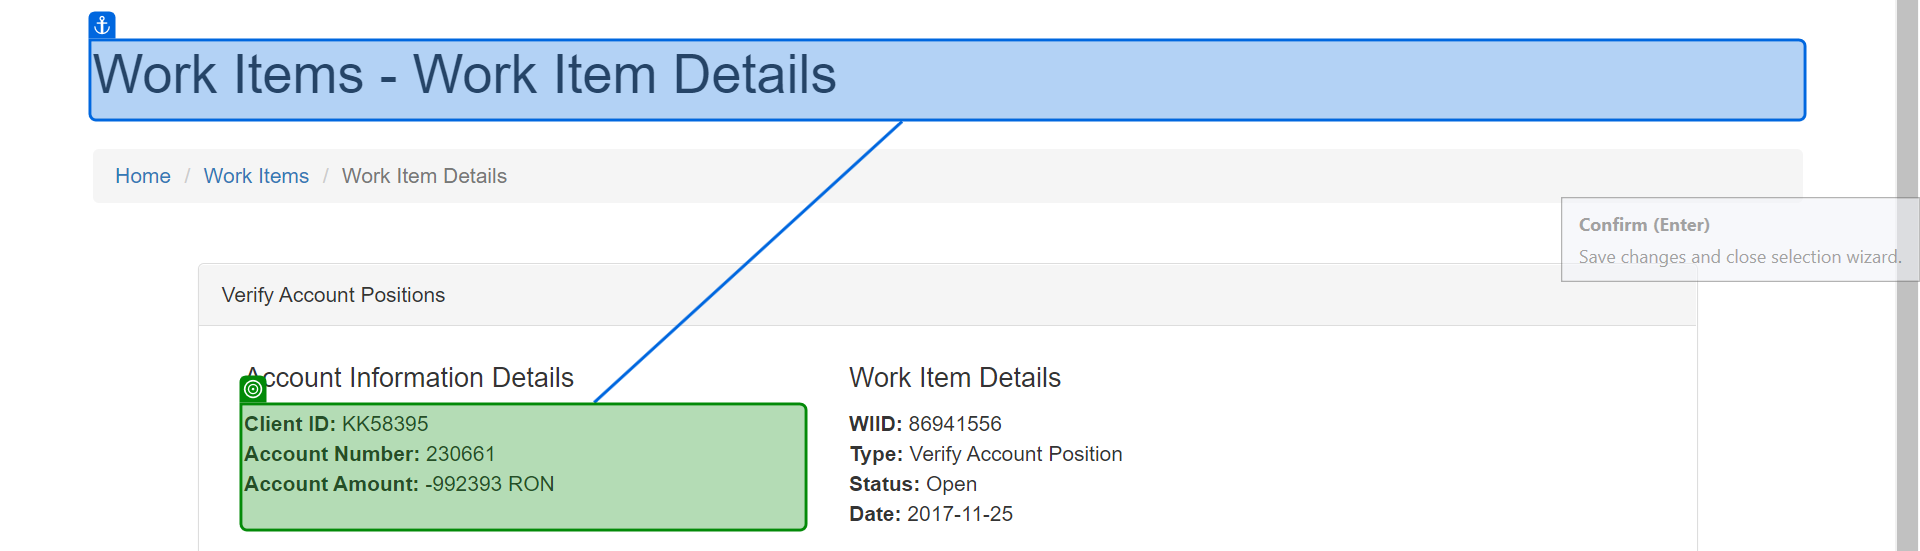 Work Items - Work Item Details
Home / Work Items / Work Item Details
Confirm (Enter)
Save changes and close selection wizard.
Verify Account Positions
Account Information Details
Client ID: KK58395
Account Number: 230661
Account Amount: -992393 RON
Work Item Details
WIID: 86941556
Type: Verify Account Position
Status: Open
Date: 2017-11-25